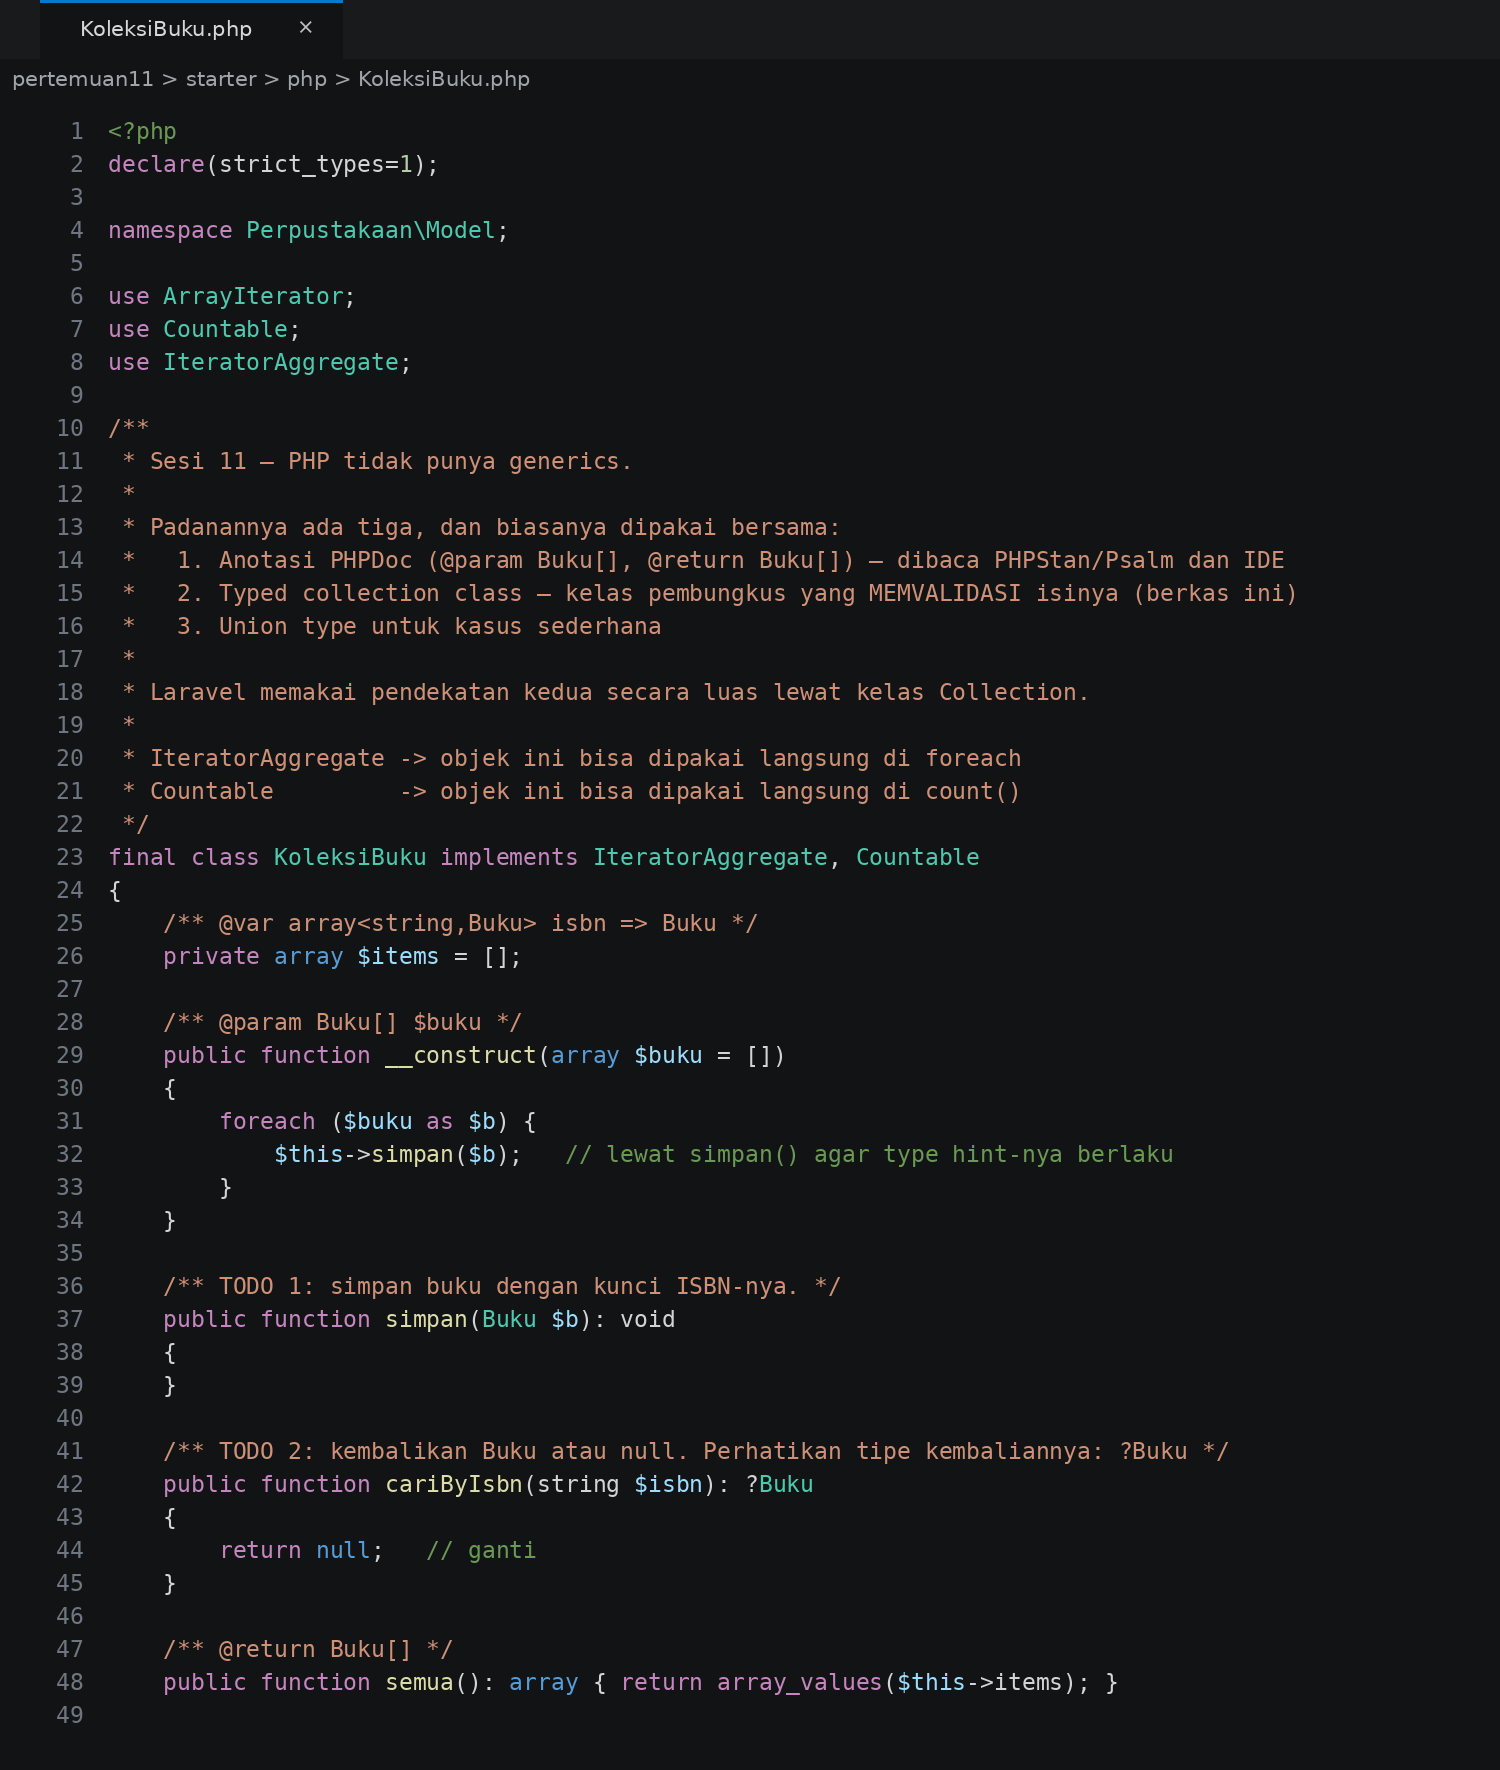 KoleksiBuku.php ×
pertemuan11 > starter > php > KoleksiBuku.php
1 <?php
2 declare(strict_types=1);
3
4 namespace Perpustakaan\Model;
5
6 use ArrayIterator;
7 use Countable;
8 use IteratorAggregate;
9
10 /**
11  * Sesi 11 — PHP tidak punya generics.
12  *
13  * Padanannya ada tiga, dan biasanya dipakai bersama:
14  *   1. Anotasi PHPDoc (@param Buku[], @return Buku[]) — dibaca PHPStan/Psalm dan IDE
15  *   2. Typed collection class — kelas pembungkus yang MEMVALIDASI isinya (berkas ini)
16  *   3. Union type untuk kasus sederhana
17  *
18  * Laravel memakai pendekatan kedua secara luas lewat kelas Collection.
19  *
20  * IteratorAggregate -> objek ini bisa dipakai langsung di foreach
21  * Countable         -> objek ini bisa dipakai langsung di count()
22  */
23 final class KoleksiBuku implements IteratorAggregate, Countable
24 {
25     /** @var array<string,Buku> isbn => Buku */
26     private array $items = [];
27
28     /** @param Buku[] $buku */
29     public function __construct(array $buku = [])
30     {
31         foreach ($buku as $b) {
32             $this->simpan($b);   // lewat simpan() agar type hint-nya berlaku
33         }
34     }
35
36     /** TODO 1: simpan buku dengan kunci ISBN-nya. */
37     public function simpan(Buku $b): void
38     {
39     }
40
41     /** TODO 2: kembalikan Buku atau null. Perhatikan tipe kembaliannya: ?Buku */
42     public function cariByIsbn(string $isbn): ?Buku
43     {
44         return null;   // ganti
45     }
46
47     /** @return Buku[] */
48     public function semua(): array { return array_values($this->items); }
49